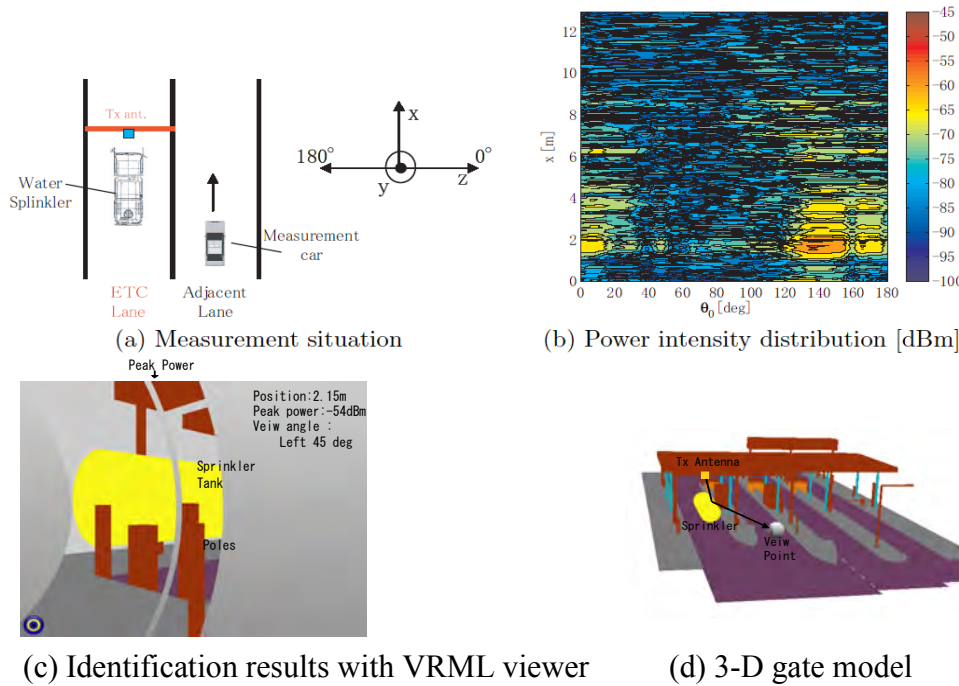 Tx ant.
Water
Splinkler
ETC
Lane
Adjacent
Lane
Measurement
car
x
180°
0°
y
z
(a) Measurement situation
x [m]
12
10
8
6
4
2
0
0 20 40 60 80 100 120 140 160 180
θ0 [deg]
-45
-50
-55
-60
-65
-70
-75
-80
-85
-90
-95
-100
(b) Power intensity distribution [dBm]
Peak Power
Position:2.15m
Peak power:-54dBm
Veiw angle :
Left 45 deg
Sprinkler
Tank
Poles
(c) Identification results with VRML viewer
Tx Antenna
Sprinkler
Veiw
Point
(d) 3-D gate model